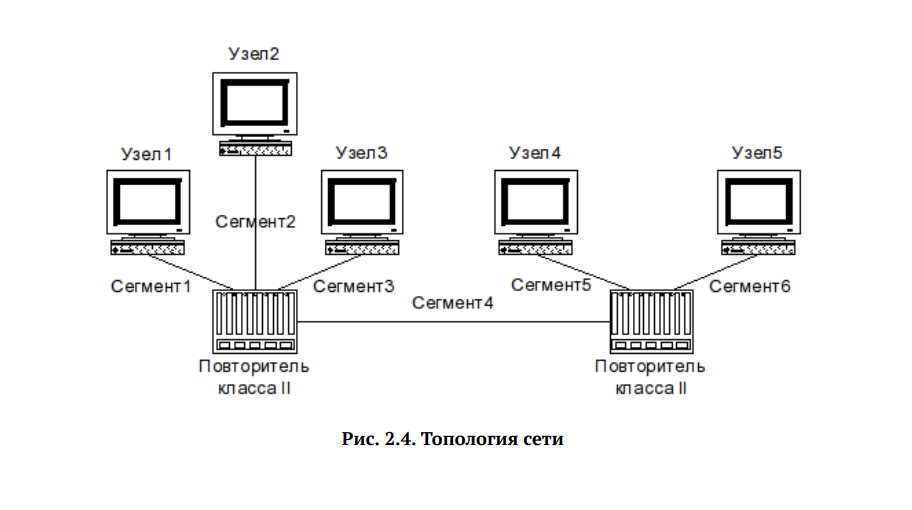 Узел2
Узел1
Узел3
Узел4
Узел5
Сегмент2
Сегмент1
Сегмент3
Сегмент5
Сегмент6
Сегмент4
Повторитель
класса II
Повторитель
класса II
Рис. 2.4. Топология сети